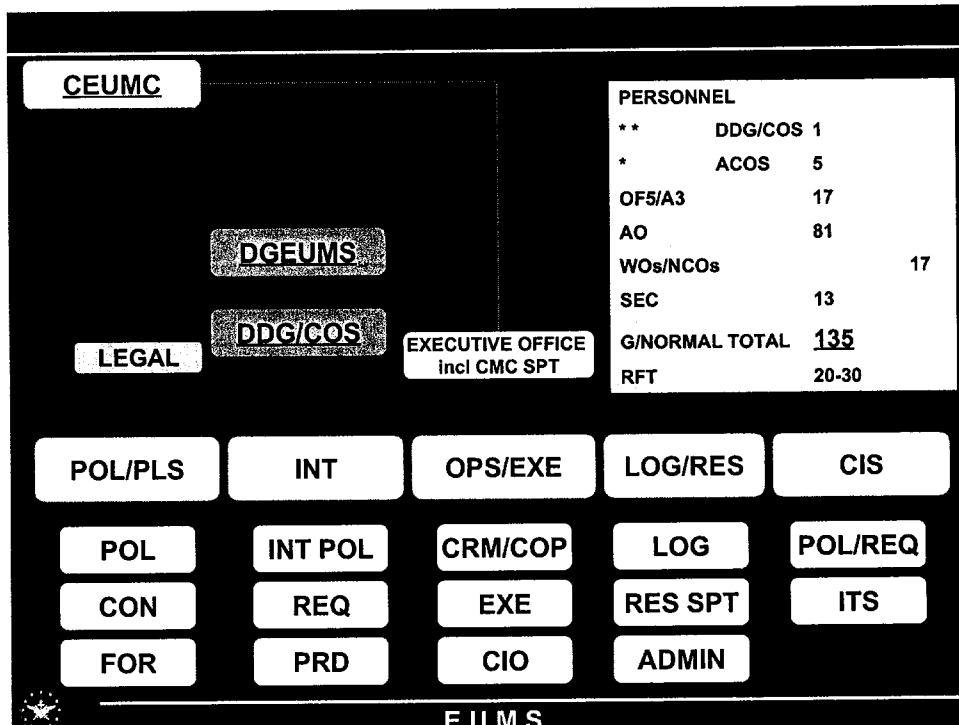 CEUMC
PERSONNEL
* * DDG/COS 1
* ACOS 5
OF5/A3 17
AO 81
WOs/NCOs 17
SEC 13
G/NORMAL TOTAL 135
RFT 20-30
DGEUMS
DDG/COS
LEGAL
EXECUTIVE OFFICE
incl CMC SPT
POL/PLS INT OPS/EXE LOG/RES CIS
POL INT POL CRM/COP LOG POL/REQ
CON REQ EXE RES SPT ITS
FOR PRD CIO ADMIN
E U M S